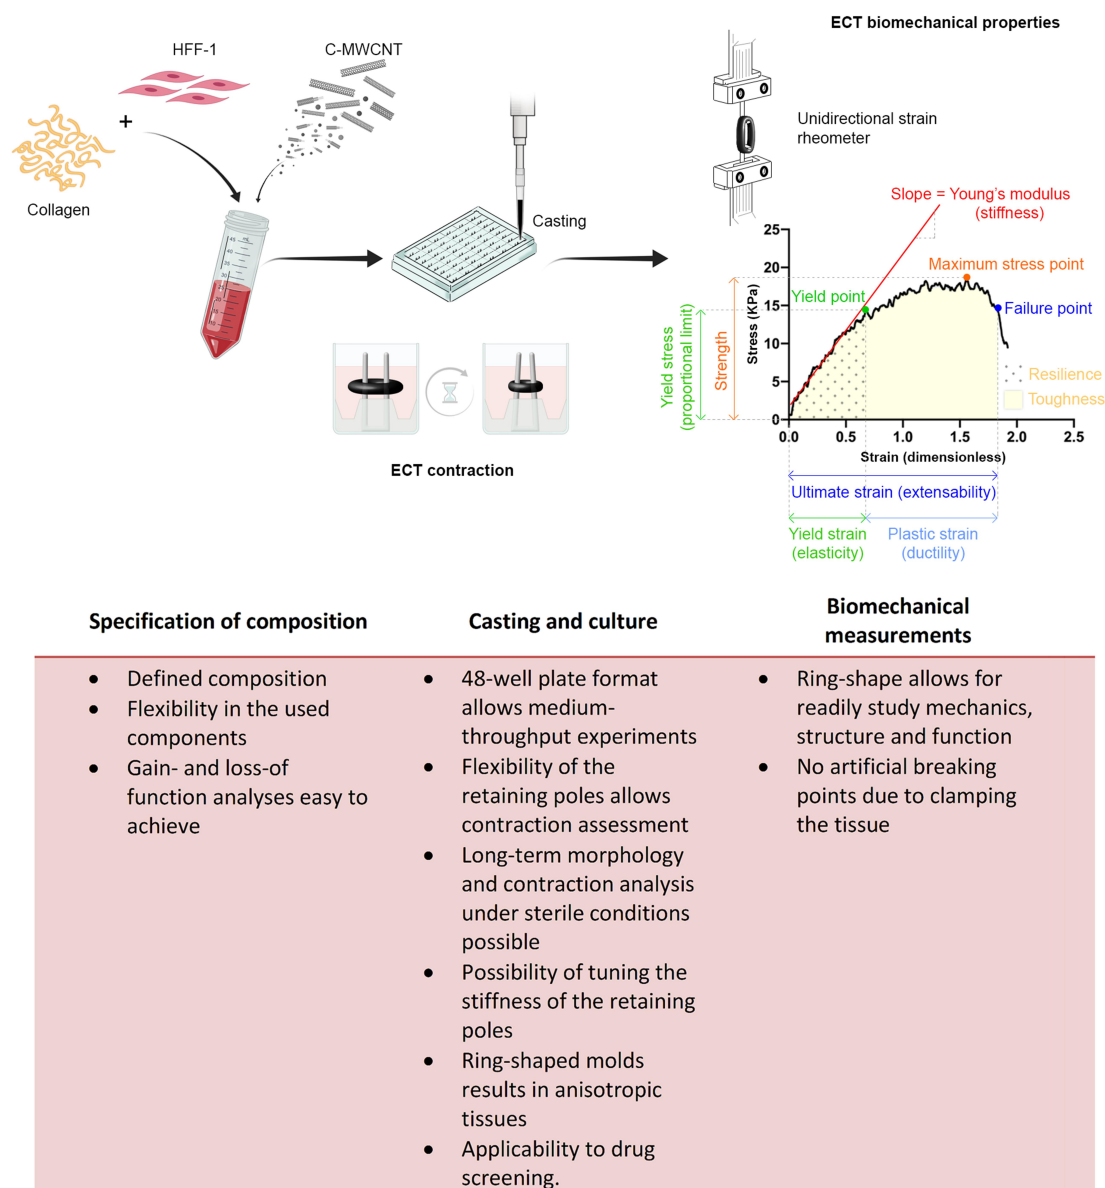 ECT biomechanical properties
HFF-1
C-MWCNT
+
Collagen
Casting
Unidirectional strain
rheometer
Slope = Young's modulus
(stiffness)
Maximum stress point
Yield point
Failure point
Resilience
Toughness
Yield stress
(proportional limit)
Strength
Stress (KPa)
25
20
15
10
5
0
0.0 0.5 1.0 1.5 2.0 2.5
Strain (dimensionless)
Ultimate strain (extensability)
Yield strain
(elasticity)
Plastic strain
(ductility)
ECT contraction
Specification of composition
• Defined composition
• Flexibility in the used
components
• Gain- and loss-of
function analyses easy to
achieve
Casting and culture
• 48-well plate format
allows medium-
throughput experiments
• Flexibility of the
retaining poles allows
contraction assessment
• Long-term morphology
and contraction analysis
under sterile conditions
possible
• Possibility of tuning the
stiffness of the retaining
poles
• Ring-shaped molds
results in anisotropic
tissues
• Applicability to drug
screening.
Biomechanical
measurements
• Ring-shape allows for
readily study mechanics,
structure and function
• No artificial breaking
points due to clamping
the tissue